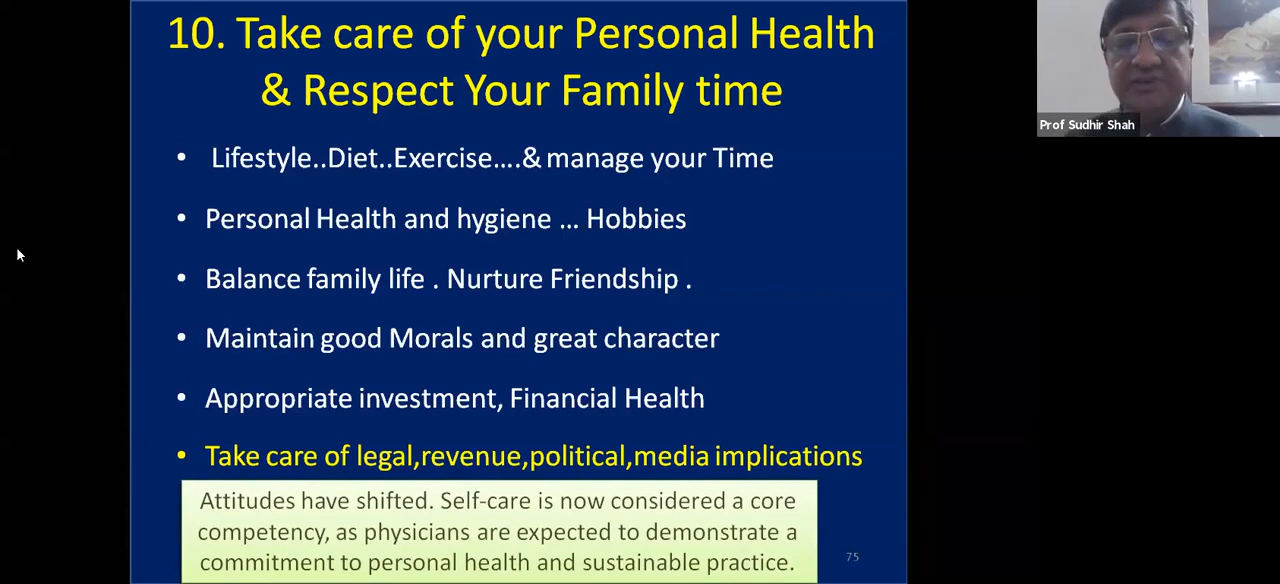 10. Take care of your Personal Health
& Respect Your Family time
• Lifestyle..Diet..Exercise....& manage your Time
• Personal Health and hygiene ... Hobbies
• Balance family life . Nurture Friendship .
• Maintain good Morals and great character
• Appropriate investment, Financial Health
• Take care of legal,revenue,political,media implications
Attitudes have shifted. Self-care is now considered a core
competency, as physicians are expected to demonstrate a
commitment to personal health and sustainable practice.
75
Prof Sudhir Shah